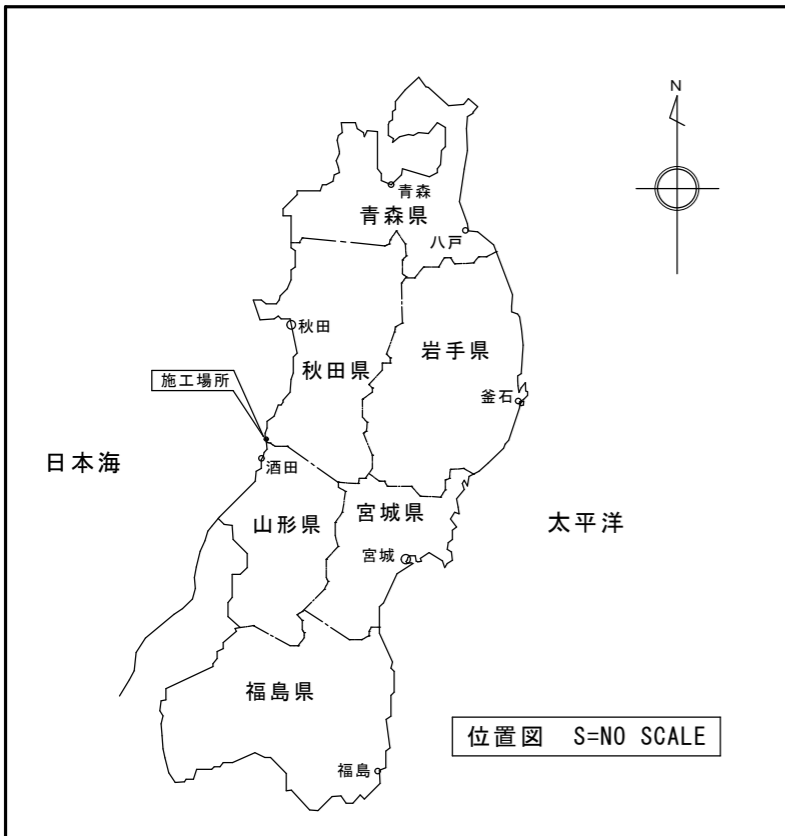 N
青森
青森県
八戸
秋田
岩手県
秋田県
施工場所
釜石
日本海
酒田
宮城県
太平洋
山形県
宮城
福島県
位置図 S=NO SCALE
福島